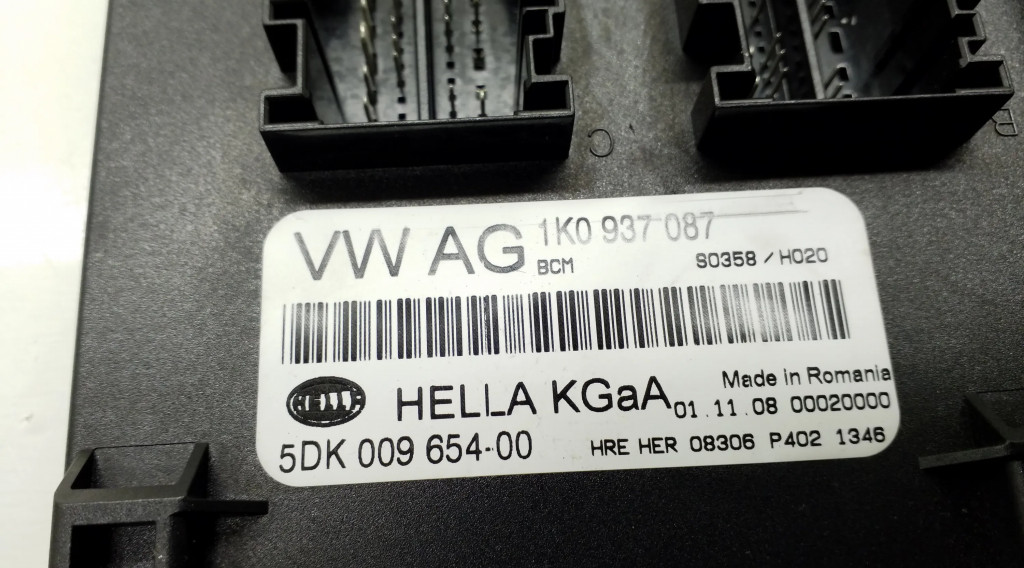 C
B
VW AG 1K0 937 087
BCM S0358 / H020
HELLA
HELLA KGaA
Made in Romania
01.11.08 00020000
5DK 009 654-00
HRE HER 08306 P402 1346